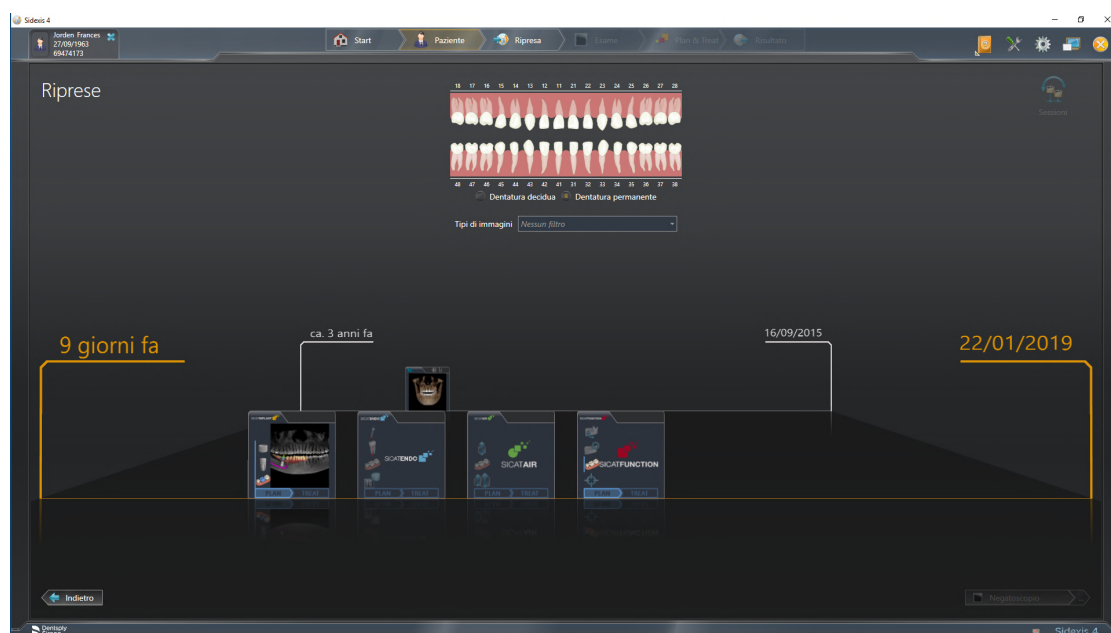 Sidexis 4
Jorden Frances
27/09/1963
69474173
Start
Paziente
Ripresa
Esame
Plan & Treat
Risultato
Riprese
Sessioni
18 17 16 15 14 13 12 11 21 22 23 24 25 26 27 28
48 47 46 45 44 43 42 41 31 32 33 34 35 36 37 38
Dentatura decidua
Dentatura permanente
Tipi di immagini
Nessun filtro
9 giorni fa
ca. 3 anni fa
16/09/2015
22/01/2019
SICATENDO
SICATAIR
SICATFUNCTION
PLAN TREAT
PLAN TREAT
PLAN TREAT
PLAN TREAT
Indietro
Negatoscopio
Dentsply
Sirona
Sidexis 4